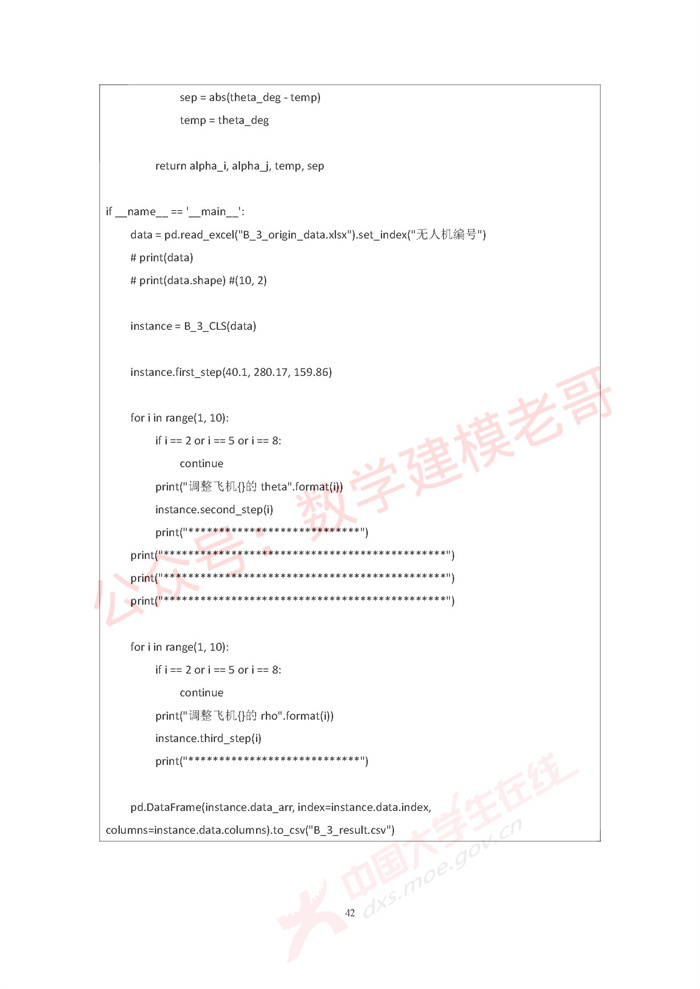 sep = abs(theta_deg - temp)
            temp = theta_deg
        return alpha_i, alpha_j, temp, sep
if __name__ == '__main__':
    data = pd.read_excel("B_3_origin_data.xlsx").set_index("无人机编号")
    # print(data)
    # print(data.shape) #(10, 2)
    instance = B_3_CLS(data)
    instance.first_step(40.1, 280.17, 159.86)
    for i in range(1, 10):
        if i == 2 or i == 5 or i == 8:
            continue
        print("调整飞机{}的 theta".format(i))
        instance.second_step(i)
        print("****************************")
    print("**********************************************")
    print("**********************************************")
    print("**********************************************")
    for i in range(1, 10):
        if i == 2 or i == 5 or i == 8:
            continue
        print("调整飞机{}的 rho".format(i))
        instance.third_step(i)
        print("****************************")
    pd.DataFrame(instance.data_arr, index=instance.data.index,
columns=instance.data.columns).to_csv("B_3_result.csv")
42
公众号：数学建模老哥
中国大学生在线
dxs.moe.gov.cn